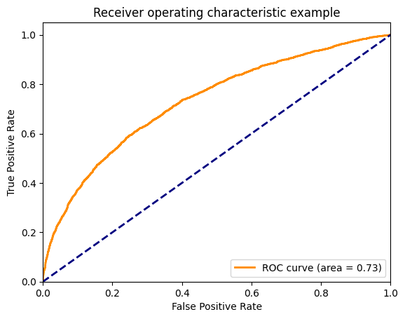 Receiver operating characteristic example
True Positive Rate
1.0
0.8
0.6
0.4
0.2
0.0
ROC curve (area = 0.73)
0.0 0.2 0.4 0.6 0.8 1.0
False Positive Rate